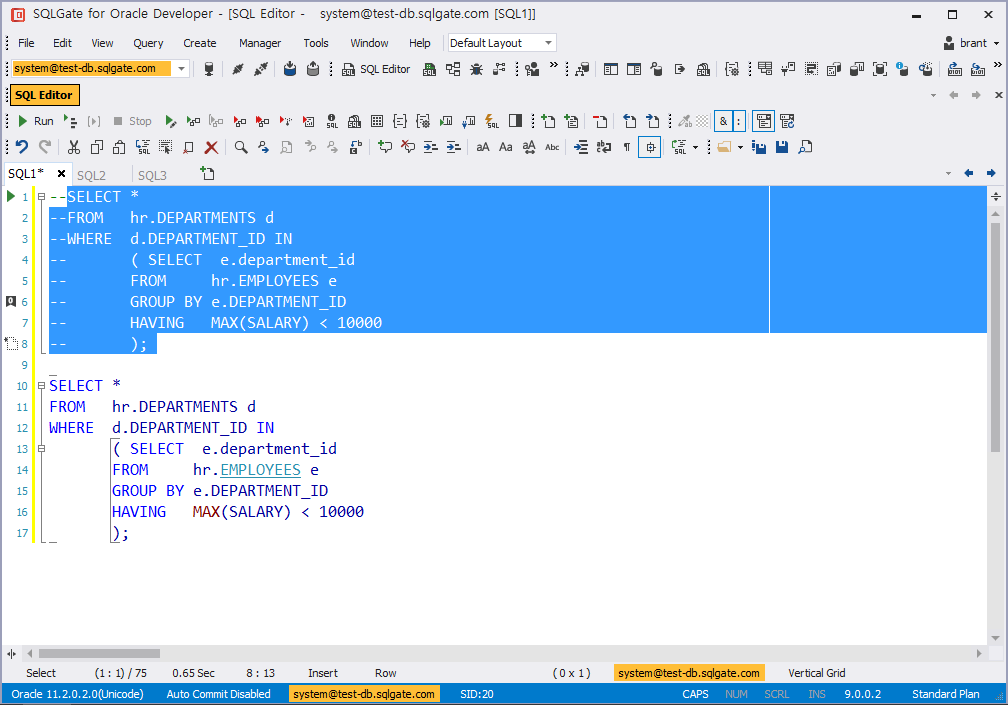 SQLGate for Oracle Developer - [SQL Editor - system@test-db.sqlgate.com [SQL1]]
File Edit View Query Create Manager Tools Window Help Default Layout brant
system@test-db.sqlgate.com SQL Editor
SQL Editor
Run Stop & :
aA Aa aA Abc
SQL1* SQL2 SQL3
1 --SELECT *
2 --FROM hr.DEPARTMENTS d
3 --WHERE d.DEPARTMENT_ID IN
4 -- ( SELECT e.department_id
5 -- FROM hr.EMPLOYEES e
0 6 -- GROUP BY e.DEPARTMENT_ID
7 -- HAVING MAX(SALARY) < 10000
8 -- );
9
10 SELECT *
11 FROM hr.DEPARTMENTS d
12 WHERE d.DEPARTMENT_ID IN
13 ( SELECT e.department_id
14 FROM hr.EMPLOYEES e
15 GROUP BY e.DEPARTMENT_ID
16 HAVING MAX(SALARY) < 10000
17 );
Select (1 : 1) / 75 0.65 Sec 8 : 13 Insert Row (0 x 1) system@test-db.sqlgate.com Vertical Grid
Oracle 11.2.0.2.0(Unicode) Auto Commit Disabled system@test-db.sqlgate.com SID:20 CAPS NUM SCRL INS 9.0.0.2 Standard Plan